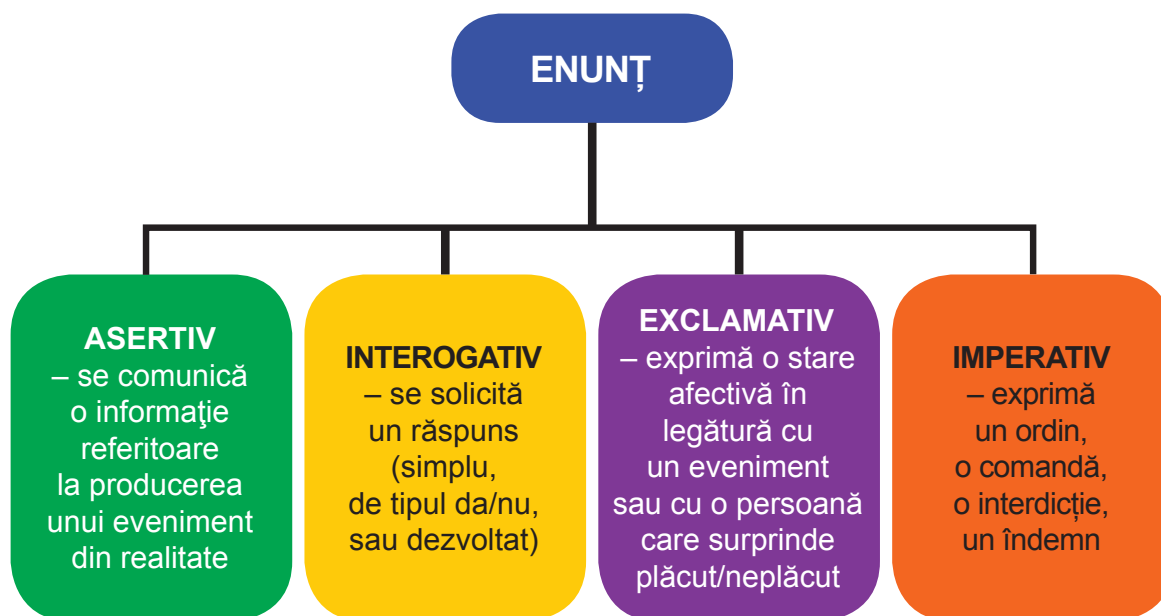 ENUNȚ
ASERTIV
– se comunică
o informaţie
referitoare
la producerea
unui eveniment
din realitate
INTEROGATIV
– se solicită
un răspuns
(simplu,
de tipul da/nu,
sau dezvoltat)
EXCLAMATIV
– exprimă o stare
afectivă în
legătură cu
un eveniment
sau cu o persoană
care surprinde
plăcut/neplăcut
IMPERATIV
– exprimă
un ordin,
o comandă,
o interdicție,
un îndemn